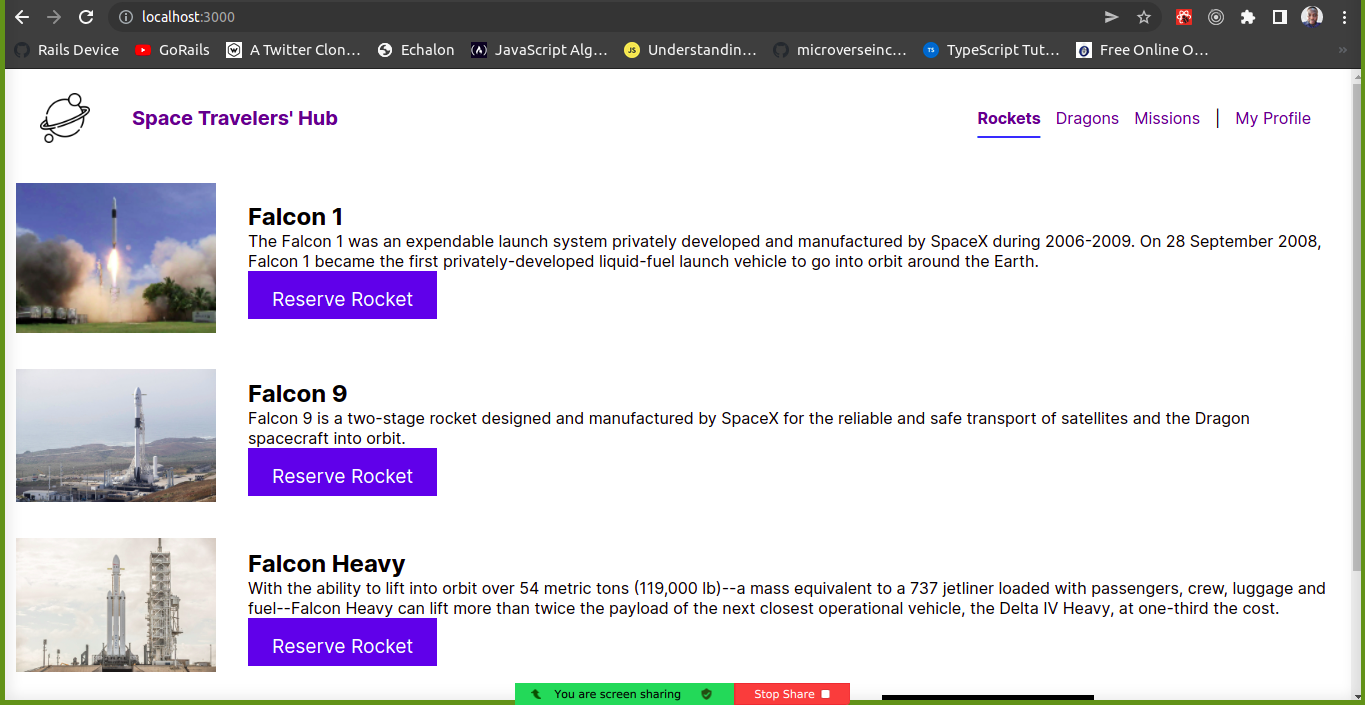 localhost:3000
Rails Device GoRails A Twitter Clon... Echalon JavaScript Alg... Understandin... microverseinc... TypeScript Tut... Free Online O... »
Space Travelers' Hub
Rockets Dragons Missions | My Profile
Falcon 1
The Falcon 1 was an expendable launch system privately developed and manufactured by SpaceX during 2006-2009. On 28 September 2008,
Falcon 1 became the first privately-developed liquid-fuel launch vehicle to go into orbit around the Earth.
Reserve Rocket
Falcon 9
Falcon 9 is a two-stage rocket designed and manufactured by SpaceX for the reliable and safe transport of satellites and the Dragon
spacecraft into orbit.
Reserve Rocket
Falcon Heavy
With the ability to lift into orbit over 54 metric tons (119,000 lb)--a mass equivalent to a 737 jetliner loaded with passengers, crew, luggage and
fuel--Falcon Heavy can lift more than twice the payload of the next closest operational vehicle, the Delta IV Heavy, at one-third the cost.
Reserve Rocket
You are screen sharing Stop Share